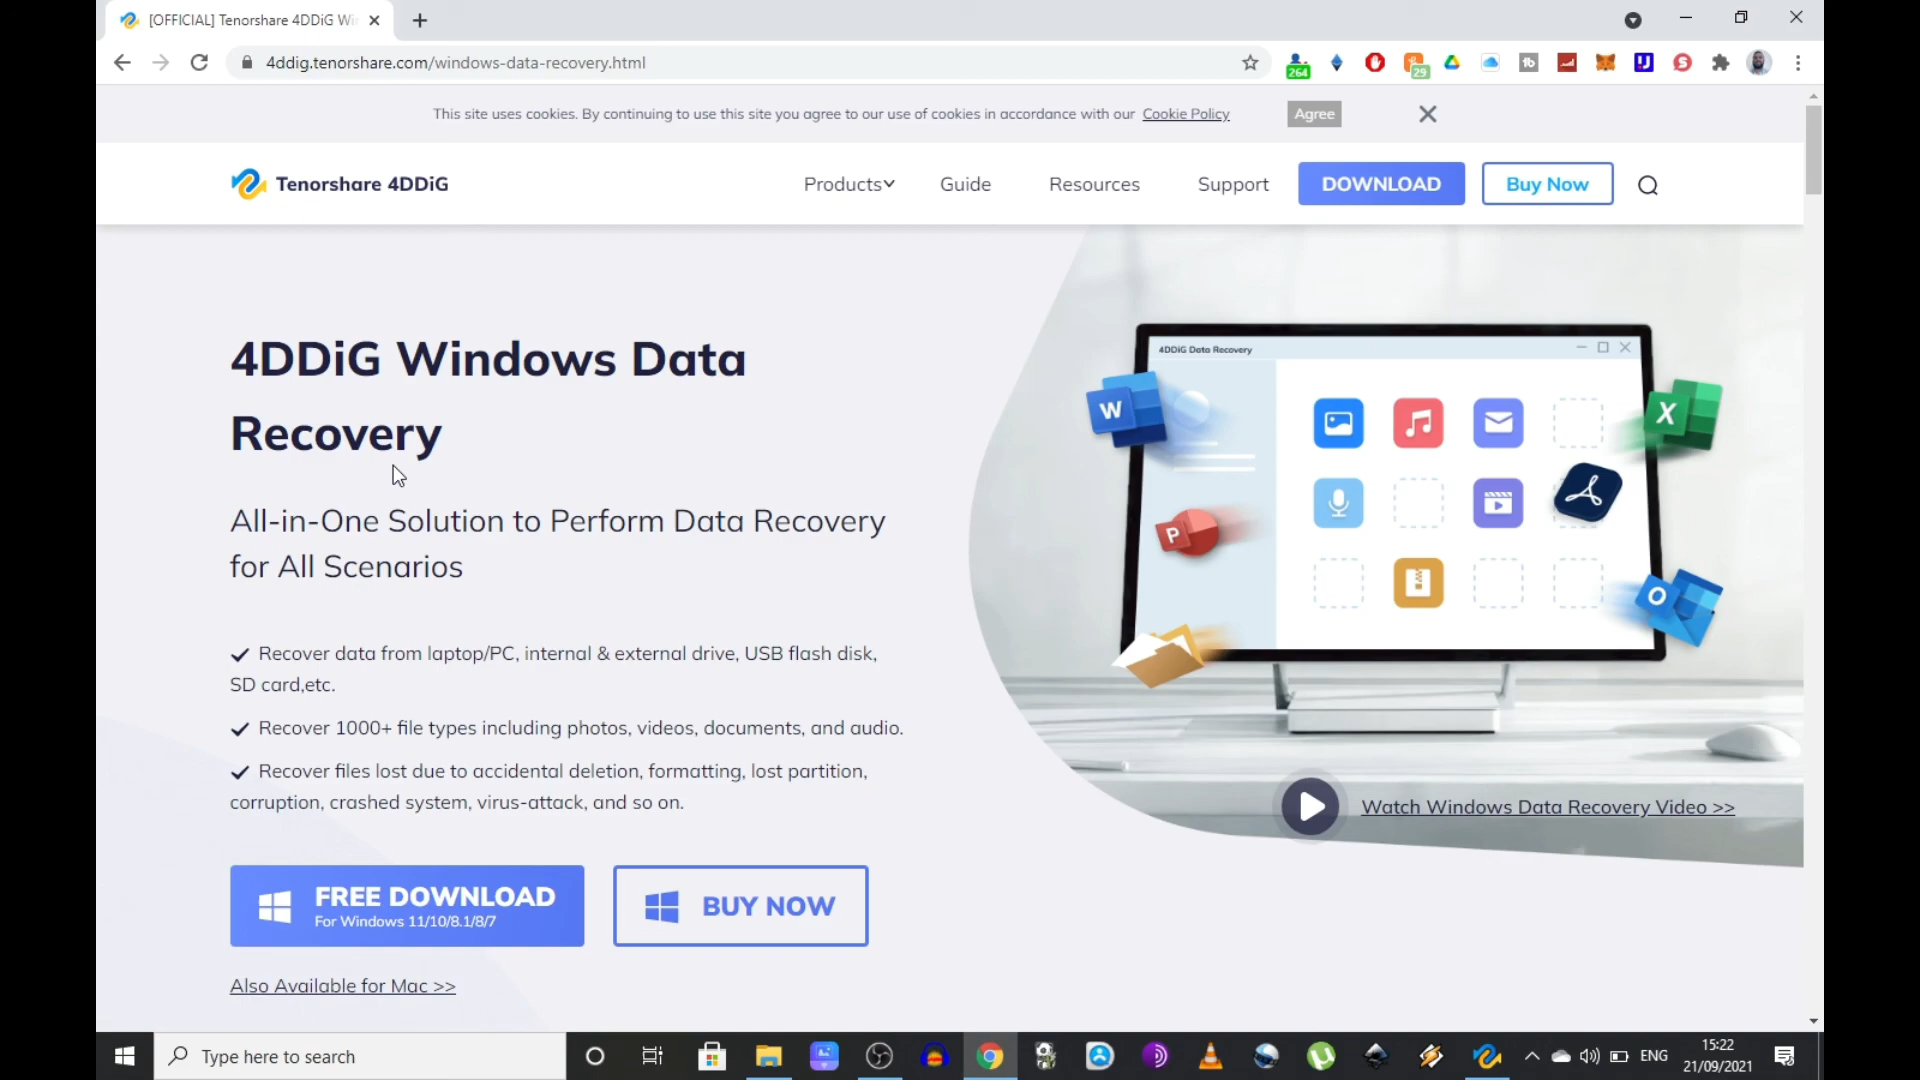 [OFFICIAL] Tenorshare 4DDiG Wi
4ddig.tenorshare.com/windows-data-recovery.html
264
29
This site uses cookies. By continuing to use this site you agree to our use of cookies in accordance with our Cookie Policy
Agree
Tenorshare 4DDiG
Products
Guide
Resources
Support
DOWNLOAD
Buy Now
4DDiG Windows Data
Recovery
All-in-One Solution to Perform Data Recovery
for All Scenarios
Recover data from laptop/PC, internal & external drive, USB flash disk,
SD card,etc.
Recover 1000+ file types including photos, videos, documents, and audio.
Recover files lost due to accidental deletion, formatting, lost partition,
corruption, crashed system, virus-attack, and so on.
FREE DOWNLOAD
For Windows 11/10/8.1/8/7
BUY NOW
Also Available for Mac >>
4DDiG Data Recovery
W
X
P
O
Watch Windows Data Recovery Video >>
Type here to search
ENG
15:22
21/09/2021